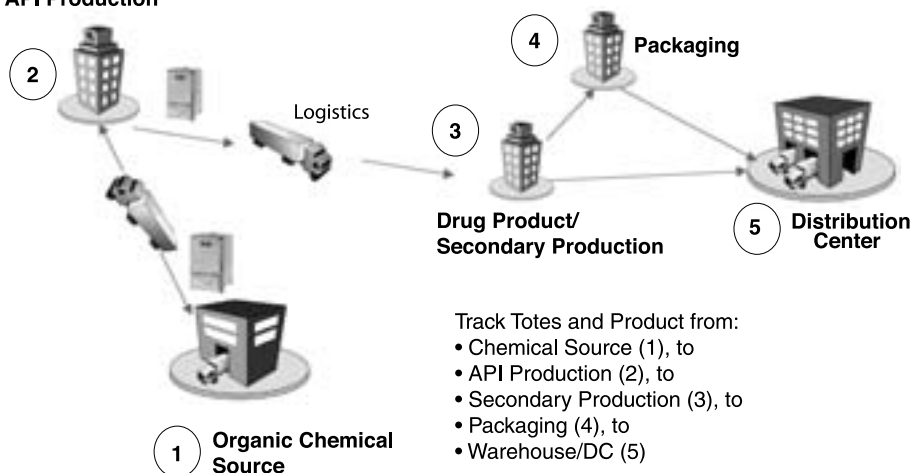 API Production
2
Logistics
4
Packaging
3
Drug Product/
Secondary Production
5
Distribution
Center
1
Organic Chemical
Source
Track Totes and Product from:
• Chemical Source (1), to
• API Production (2), to
• Secondary Production (3), to
• Packaging (4), to
• Warehouse/DC (5)